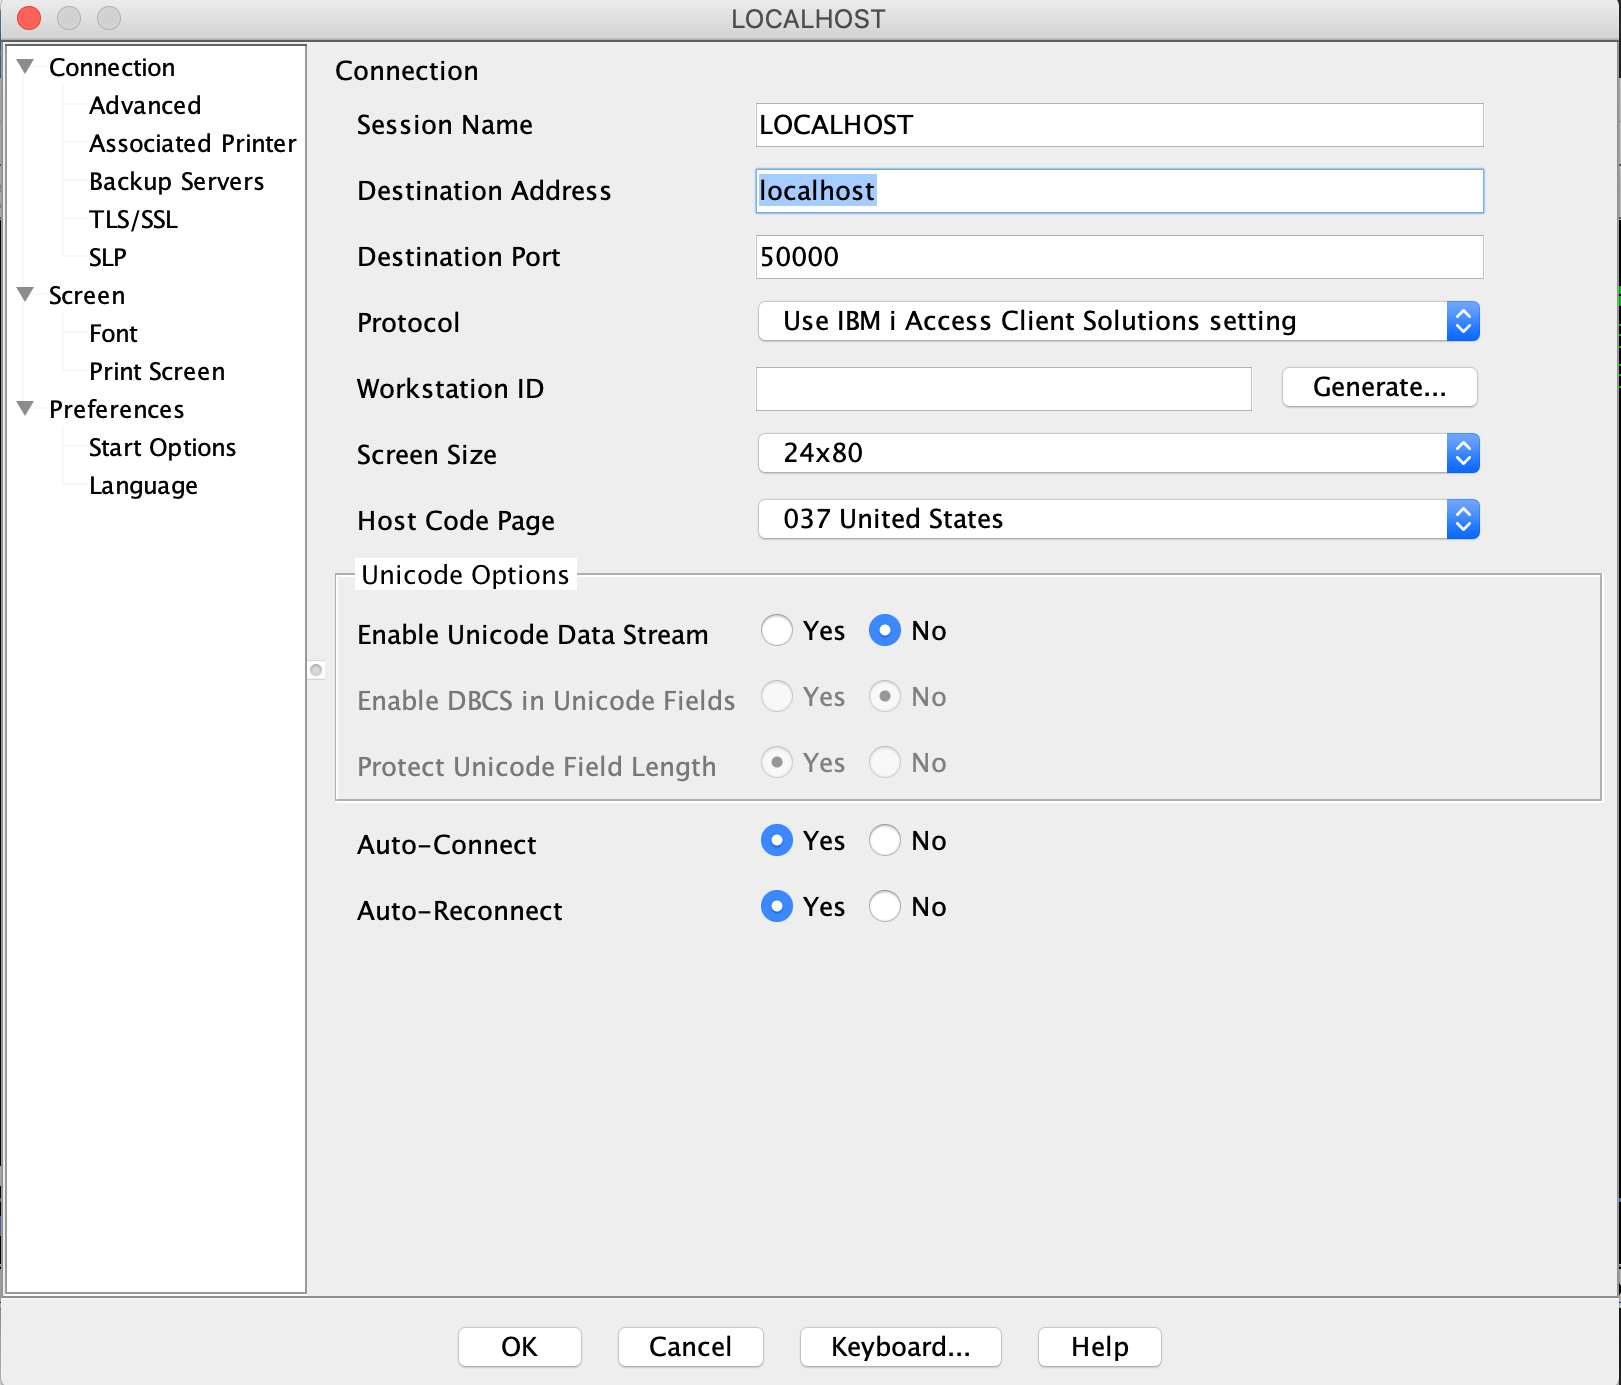 LOCALHOST
Connection
Advanced
Associated Printer
Backup Servers
TLS/SSL
SLP
Screen
Font
Print Screen
Preferences
Start Options
Language
Connection
Session Name LOCALHOST
Destination Address localhost
Destination Port 50000
Protocol Use IBM i Access Client Solutions setting
Workstation ID Generate...
Screen Size 24x80
Host Code Page 037 United States
Unicode Options
Enable Unicode Data Stream Yes No
Enable DBCS in Unicode Fields Yes No
Protect Unicode Field Length Yes No
Auto-Connect Yes No
Auto-Reconnect Yes No
OK Cancel Keyboard... Help